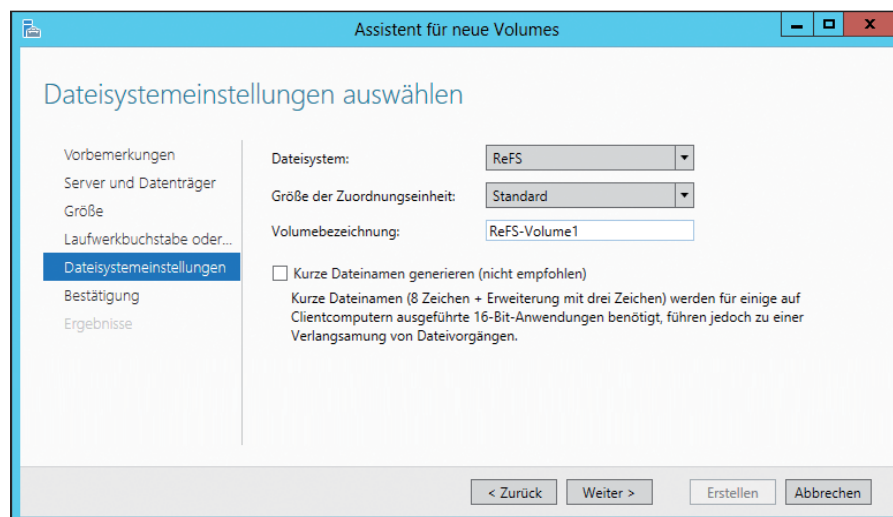 Assistent für neue Volumes
Dateisystemeinstellungen auswählen
Vorbemerkungen
Server und Datenträger
Größe
Laufwerkbuchstabe oder...
Dateisystemeinstellungen
Bestätigung
Ergebnisse
Dateisystem: ReFS
Größe der Zuordnungseinheit: Standard
Volumebezeichnung: ReFS-Volume1
Kurze Dateinamen generieren (nicht empfohlen)
Kurze Dateinamen (8 Zeichen + Erweiterung mit drei Zeichen) werden für einige auf
Clientcomputern ausgeführte 16-Bit-Anwendungen benötigt, führen jedoch zu einer
Verlangsamung von Dateivorgängen.
< Zurück Weiter > Erstellen Abbrechen